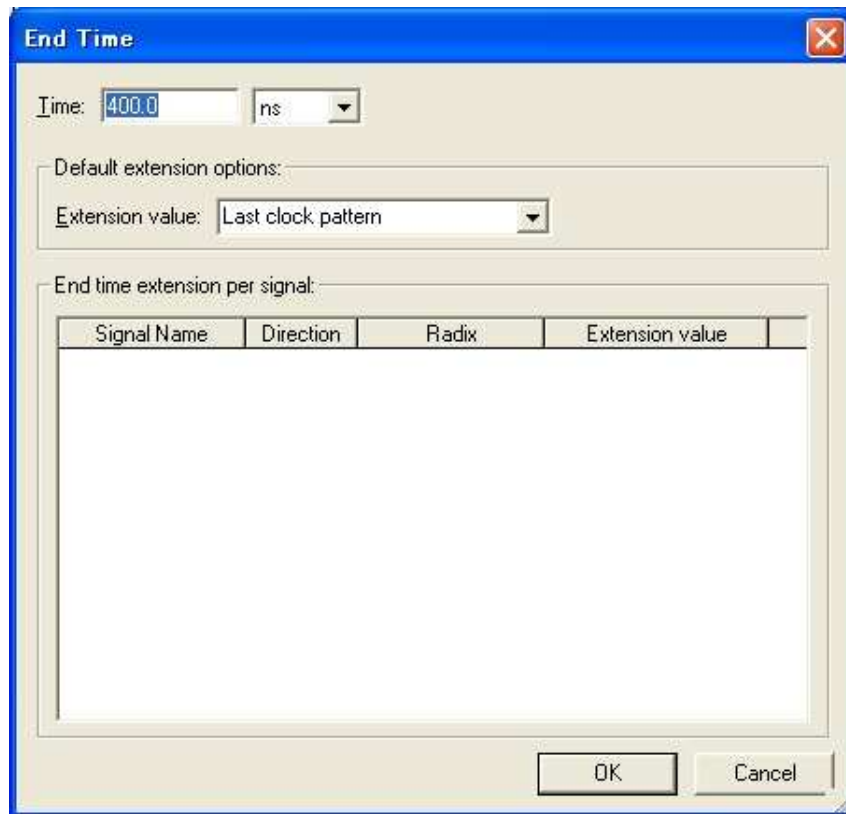 End Time
Time: 400.0 ns
Default extension options:
Extension value: Last clock pattern
End time extension per signal:
Signal Name Direction Radix Extension value
OK Cancel